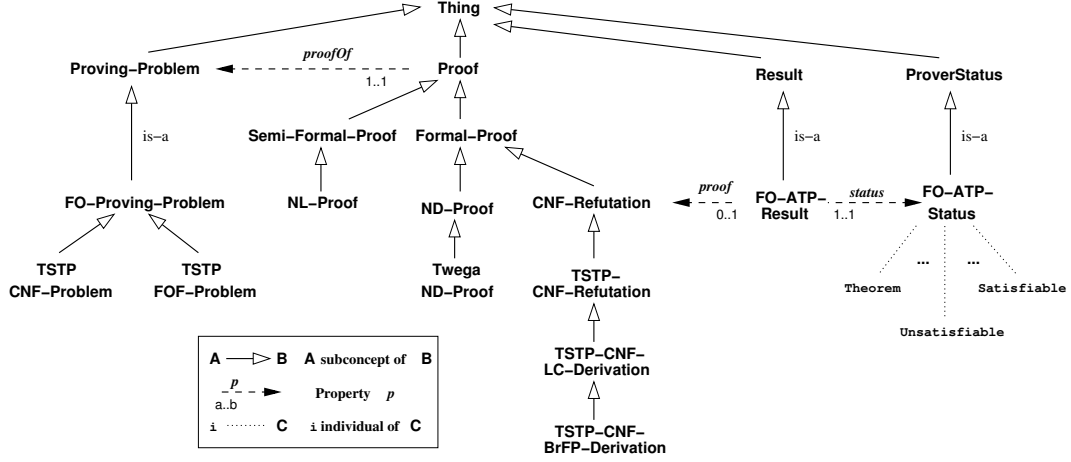 Thing
proofOf
Proving−Problem
Proof
Result
ProverStatus
1..1
is−a
Semi−Formal−Proof
Formal−Proof
is−a
is−a
FO−Proving−Problem
NL−Proof
ND−Proof
CNF−Refutation
proof
0..1
FO−ATP−
Result
status
1..1
FO−ATP−
Status
TSTP
CNF−Problem
TSTP
FOF−Problem
Twega
ND−Proof
TSTP−
CNF−Refutation
...
...
Theorem
Satisfiable
Unsatisfiable
A B A subconcept of B
p
a..b
Property p
i C i individual of C
TSTP−CNF−
LC−Derivation
TSTP−CNF−
BrFP−Derivation